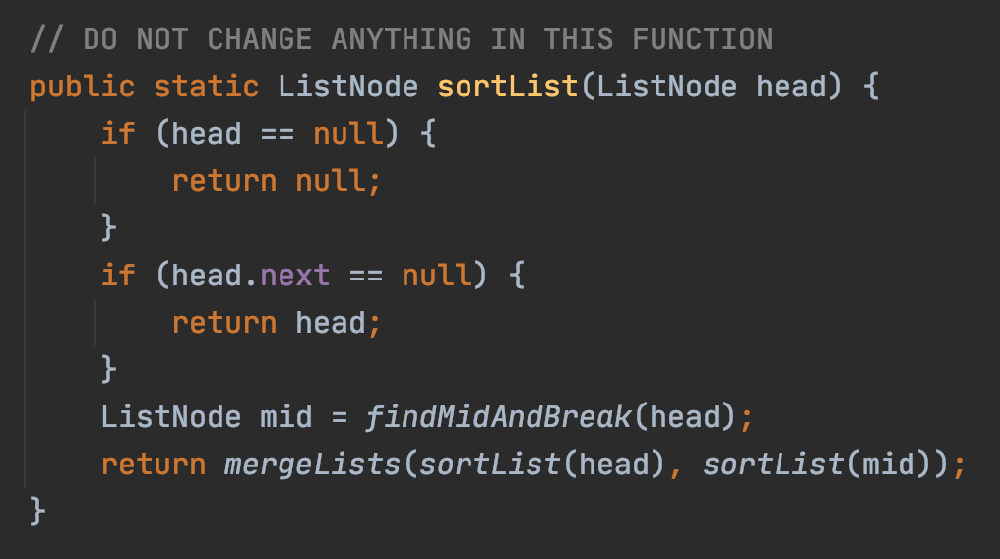 // DO NOT CHANGE ANYTHING IN THIS FUNCTION
public static ListNode sortList(ListNode head) {
    if (head == null) {
        return null;
    }
    if (head.next == null) {
        return head;
    }
    ListNode mid = findMidAndBreak(head);
    return mergeLists(sortList(head), sortList(mid));
}